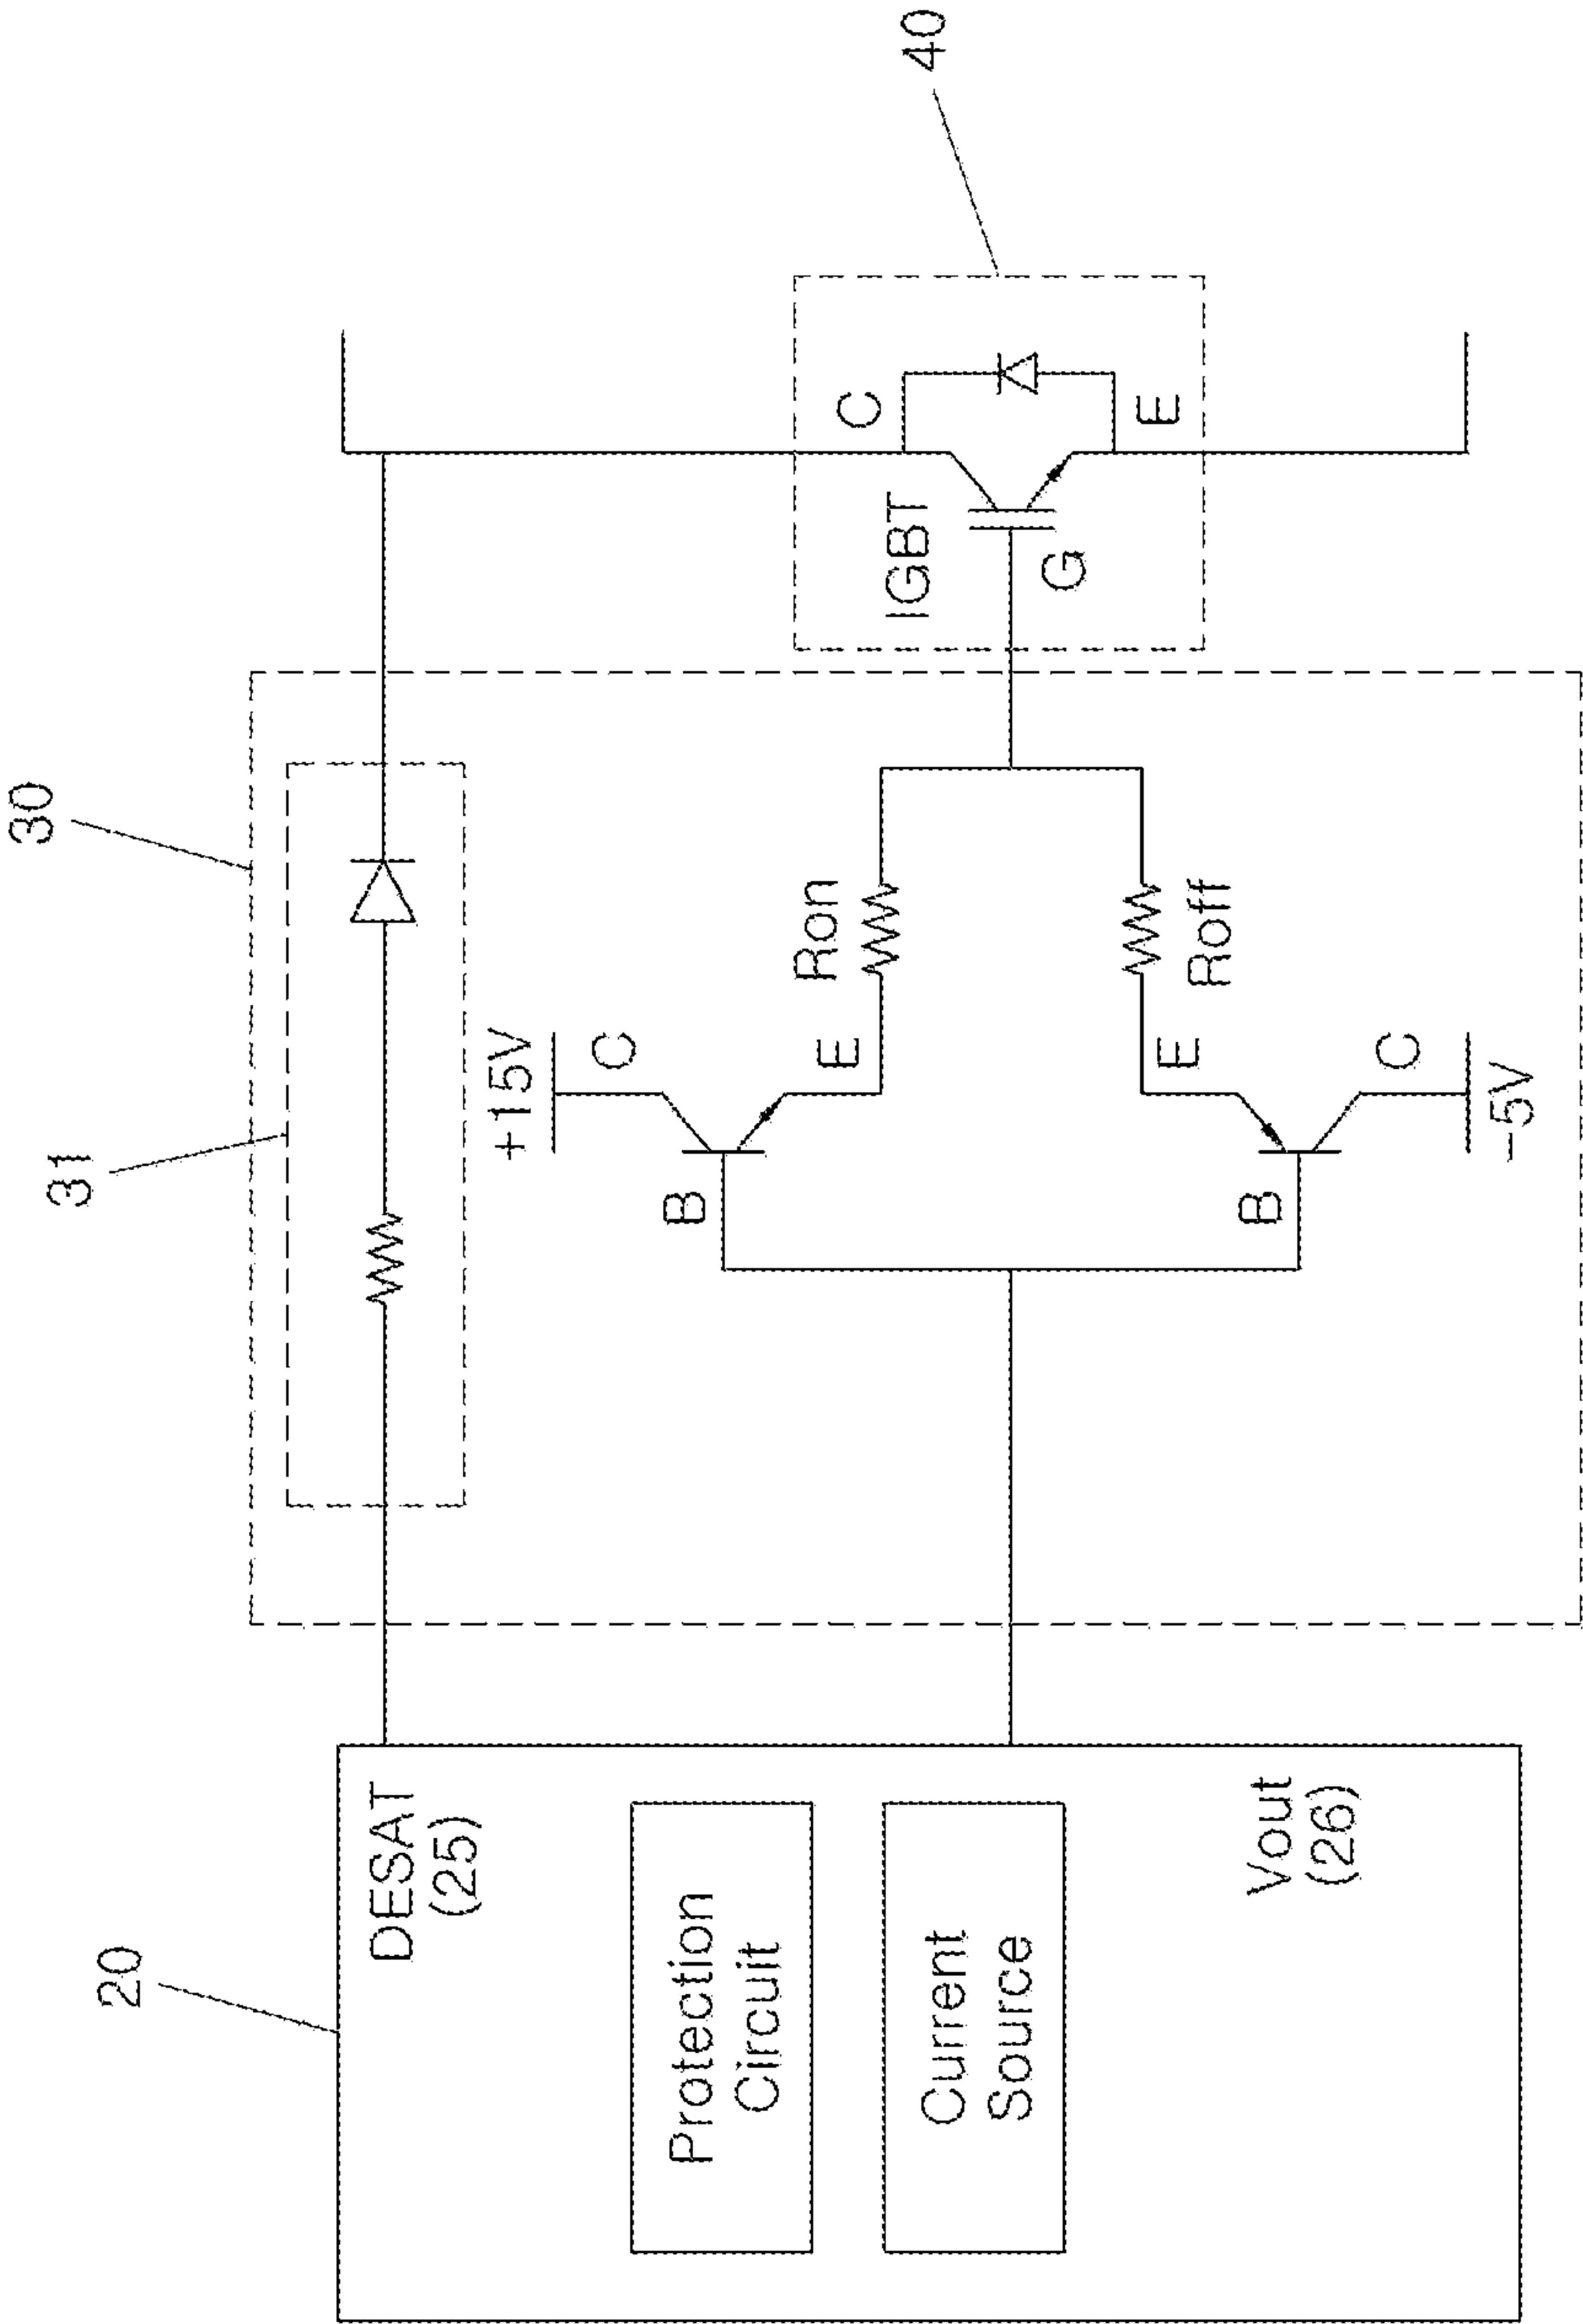 20
30
31
40
DESAT
(25)
Protection
Circuit
Current
Source
Vout
(26)
+15V
C
B
E
Ron
B
E
C
Roff
-5V
IGBT
C
G
E